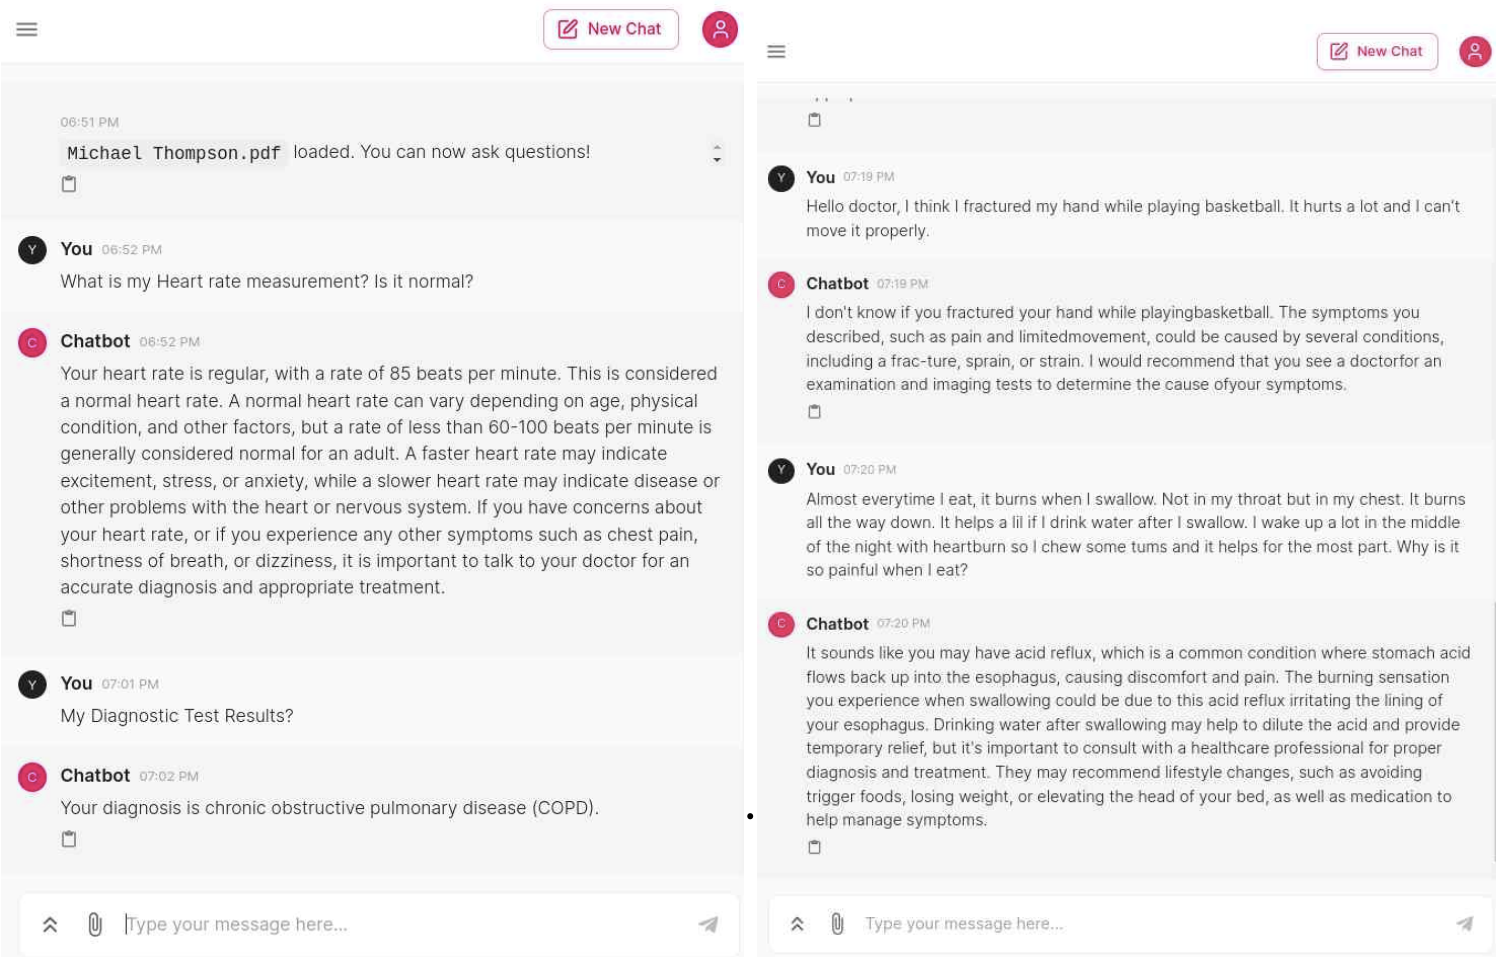 New Chat
06:51 PM
Michael Thompson.pdf loaded. You can now ask questions!
Y You 06:52 PM
What is my Heart rate measurement? Is it normal?
C Chatbot 06:52 PM
Your heart rate is regular, with a rate of 85 beats per minute. This is considered
a normal heart rate. A normal heart rate can vary depending on age, physical
condition, and other factors, but a rate of less than 60-100 beats per minute is
generally considered normal for an adult. A faster heart rate may indicate
excitement, stress, or anxiety, while a slower heart rate may indicate disease or
other problems with the heart or nervous system. If you have concerns about
your heart rate, or if you experience any other symptoms such as chest pain,
shortness of breath, or dizziness, it is important to talk to your doctor for an
accurate diagnosis and appropriate treatment.
Y You 07:01 PM
My Diagnostic Test Results?
C Chatbot 07:02 PM
Your diagnosis is chronic obstructive pulmonary disease (COPD).
Type your message here...
New Chat
Y You 07:19 PM
Hello doctor, I think I fractured my hand while playing basketball. It hurts a lot and I can't
move it properly.
C Chatbot 07:19 PM
I don't know if you fractured your hand while playingbasketball. The symptoms you
described, such as pain and limitedmovement, could be caused by several conditions,
including a frac-ture, sprain, or strain. I would recommend that you see a doctorfor an
examination and imaging tests to determine the cause ofyour symptoms.
Y You 07:20 PM
Almost everytime I eat, it burns when I swallow. Not in my throat but in my chest. It burns
all the way down. It helps a lil if I drink water after I swallow. I wake up a lot in the middle
of the night with heartburn so I chew some tums and it helps for the most part. Why is it
so painful when I eat?
C Chatbot 07:20 PM
It sounds like you may have acid reflux, which is a common condition where stomach acid
flows back up into the esophagus, causing discomfort and pain. The burning sensation
you experience when swallowing could be due to this acid reflux irritating the lining of
your esophagus. Drinking water after swallowing may help to dilute the acid and provide
temporary relief, but it's important to consult with a healthcare professional for proper
diagnosis and treatment. They may recommend lifestyle changes, such as avoiding
trigger foods, losing weight, or elevating the head of your bed, as well as medication to
help manage symptoms.
Type your message here...